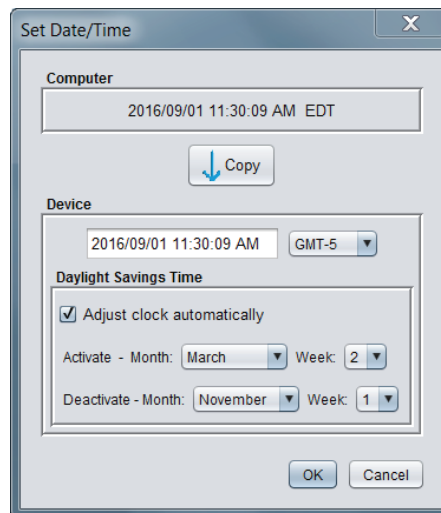 Set Date/Time X
Computer
2016/09/01 11:30:09 AM EDT
Copy
Device
2016/09/01 11:30:09 AM GMT-5
Daylight Savings Time
Adjust clock automatically
Activate - Month: March Week: 2
Deactivate - Month: November Week: 1
OK Cancel